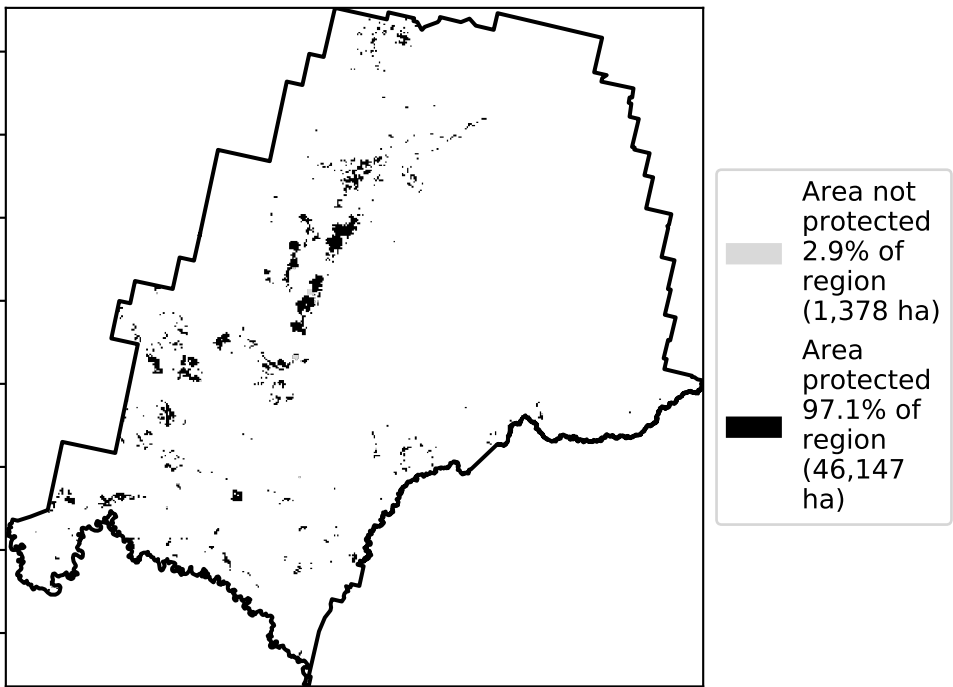 Area not
protected
2.9% of
region
(1,378 ha)
Area
protected
97.1% of
region
(46,147
ha)